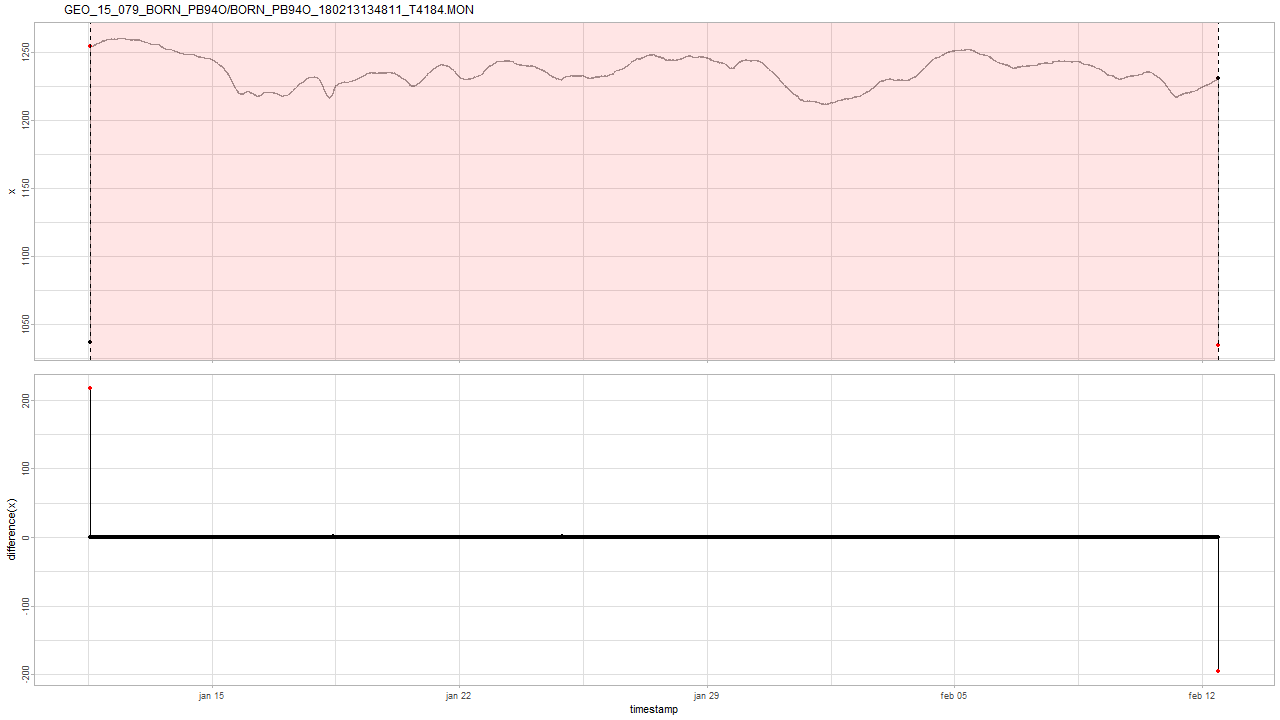 GEO_15_079_BORN_PB94O/BORN_PB94O_180213134811_T4184.MON
1250
1200
1150
1100
1050
x
200
100
0
-100
-200
difference(x)
jan 15 jan 22 jan 29 feb 05 feb 12
timestamp